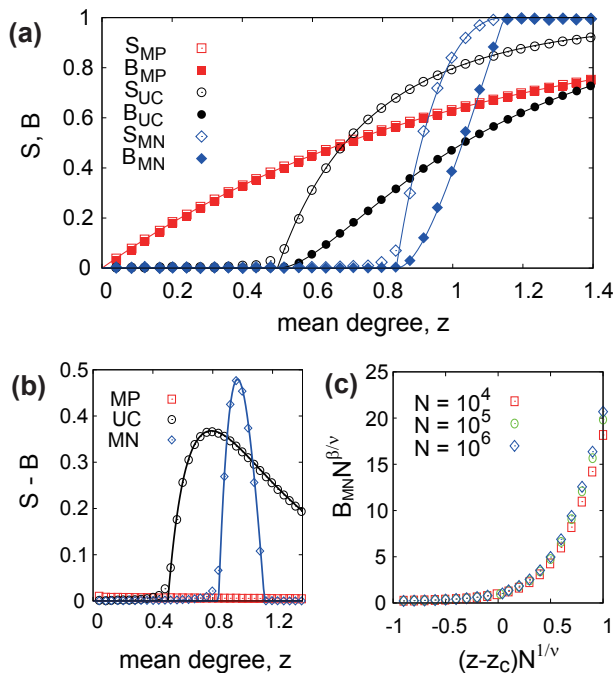 (a)
S, B
1
0.8
0.6
0.4
0.2
0
S_MP
B_MP
S_UC
B_UC
S_MN
B_MN
0 0.2 0.4 0.6 0.8 1 1.2 1.4
mean degree, z
(b)
S - B
0.5
0.4
0.3
0.2
0.1
0
MP
UC
MN
0 0.4 0.8 1.2
mean degree, z
(c)
B_MN N^β/ν
25
20
15
10
5
0
N = 10^4
N = 10^5
N = 10^6
-1 -0.5 0 0.5 1
(z-z_c)N^1/ν